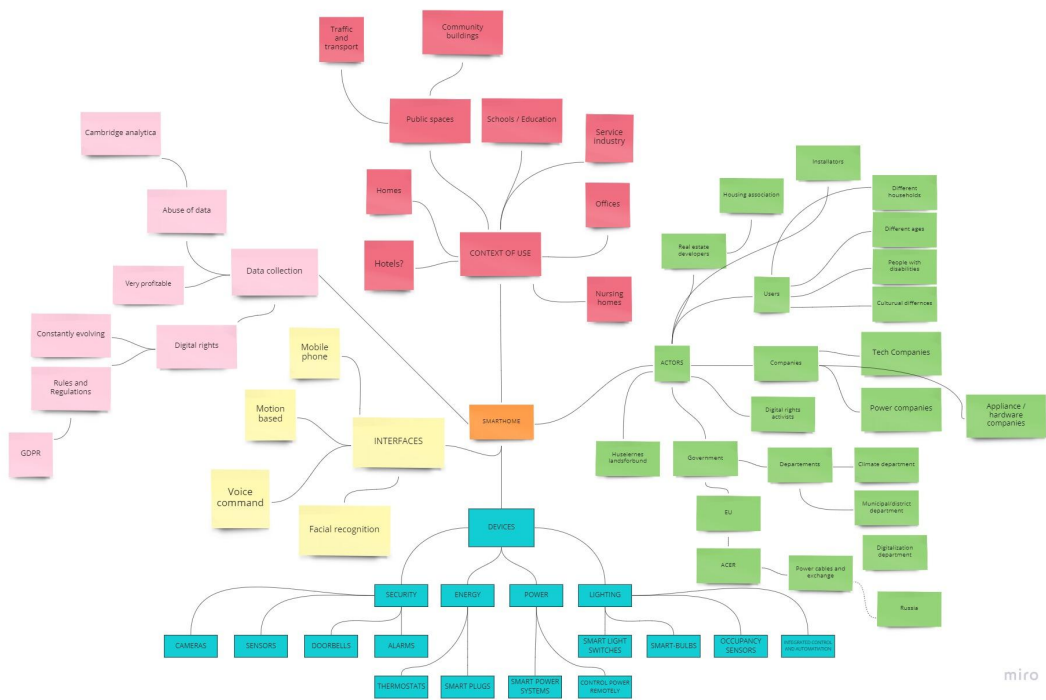 Traffic
and
transport
Community
buildings
Public spaces
Schools / Education
Service
industry
Homes
Offices
Hotels?
CONTEXT OF USE
Nursing
homes
Cambridge analytica
Abuse of data
Very profitable
Data collection
Constantly evolving
Digital rights
Rules and
Regulations
GDPR
Mobile
phone
Motion
based
INTERFACES
Voice
command
Facial recognition
SMARTHOME
Installators
Housing association
Different
households
Real estate
developers
Different ages
People with
disabilities
Users
Culturual differnces
ACTORS
Companies
Tech Companies
Power companies
Appliance /
hardware
companies
Digital rights
activists
Huseiernes
landsforbund
Government
Departements
Climate department
Municipal/district
department
EU
Digitalisation
department
ACER
Power cables and
exchange
Russia
DEVICES
SECURITY
ENERGY
POWER
LIGHTING
CAMERAS
SENSORS
DOORBELLS
ALARMS
SMART LIGHT
SWITCHES
SMART-BULBS
OCCUPANCY
SENSORS
INTEGRATED CONTROL
THERMOSTATS
SMART PLUGS
SMART POWER
SYSTEMS
CONTROL POWER
REMOTELY
miro